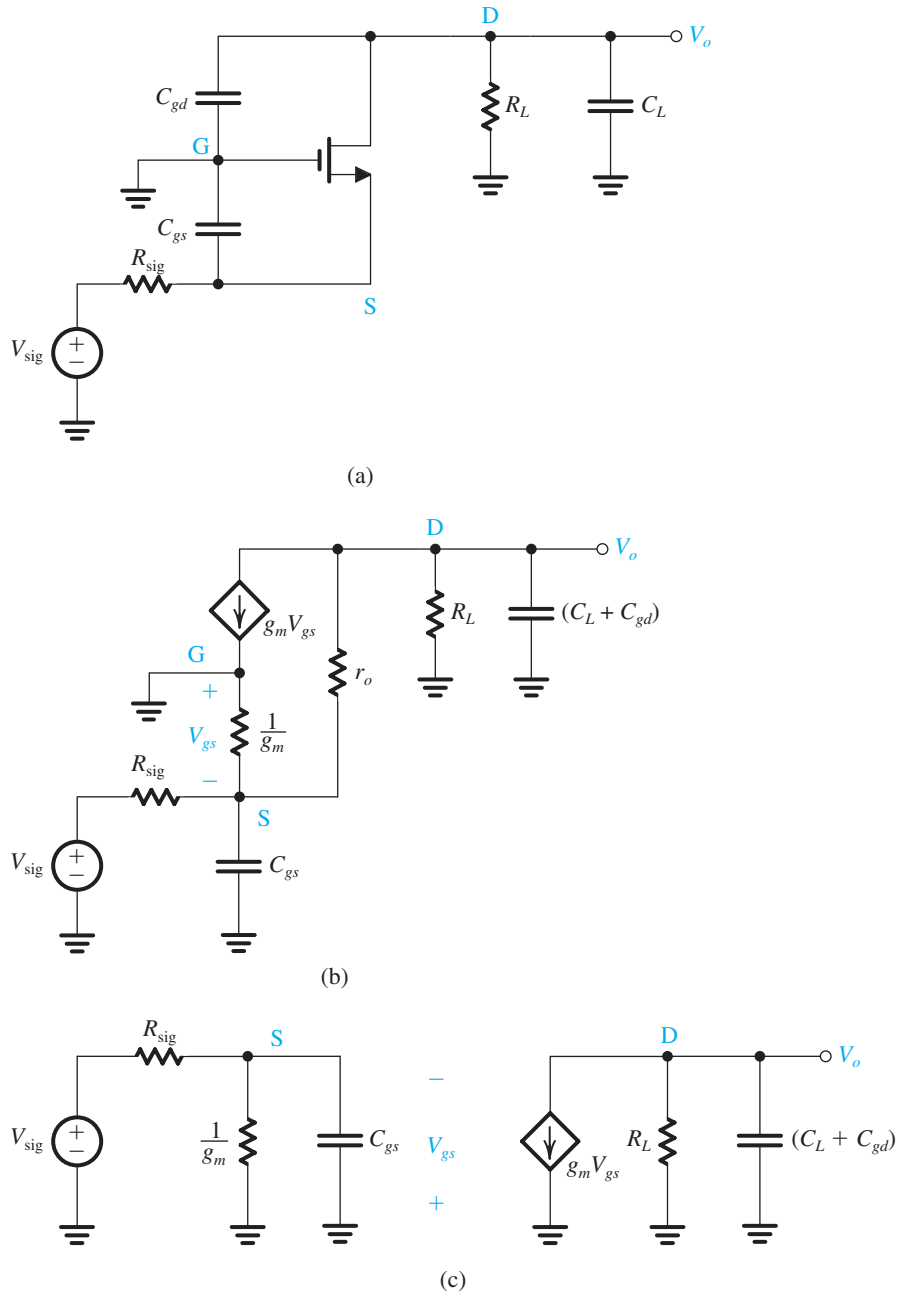 D
V_o
C_gd
R_L
C_L
G
C_gs
R_sig
S
V_sig
+
−
(a)
D
V_o
g_m V_gs
R_L
(C_L + C_gd)
G
r_o
+
V_gs
1/g_m
R_sig
−
S
V_sig
+
−
C_gs
(b)
R_sig
S
D
V_o
−
V_sig
+
−
1/g_m
C_gs
V_gs
g_m V_gs
R_L
(C_L + C_gd)
+
(c)